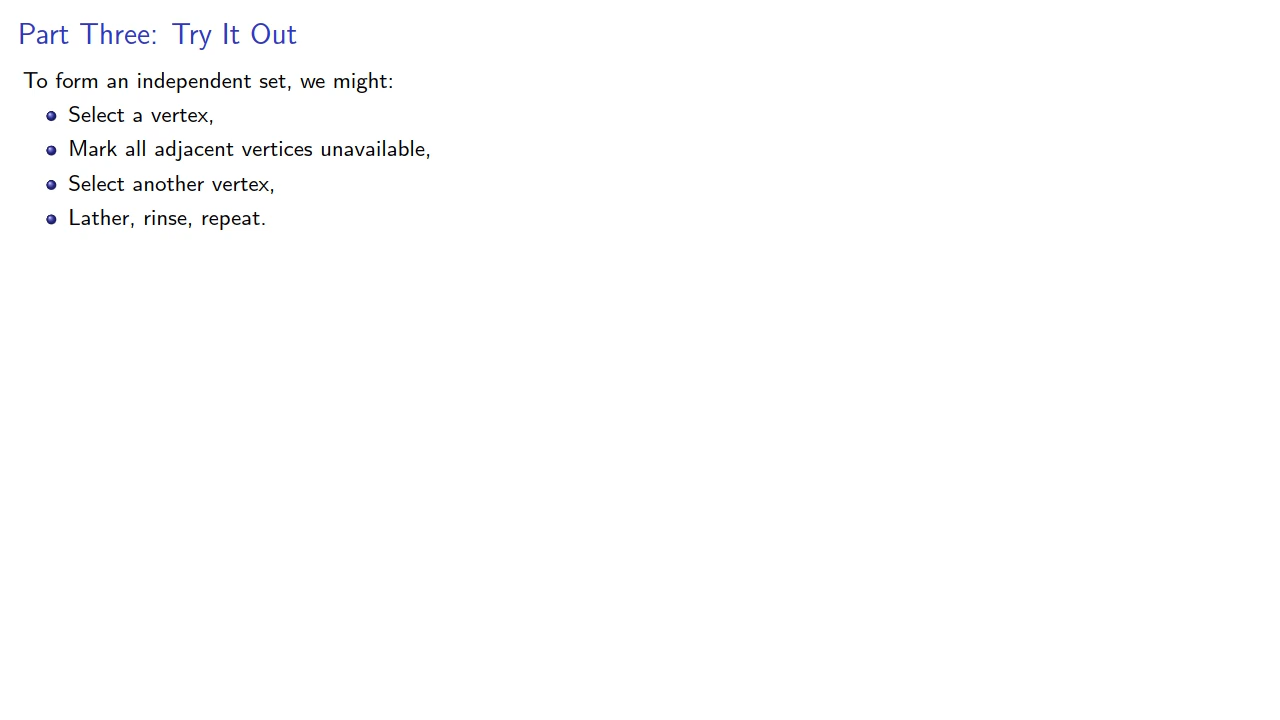 Part Three: Try It Out
To form an independent set, we might:
Select a vertex,
Mark all adjacent vertices unavailable,
Select another vertex,
Lather, rinse, repeat.